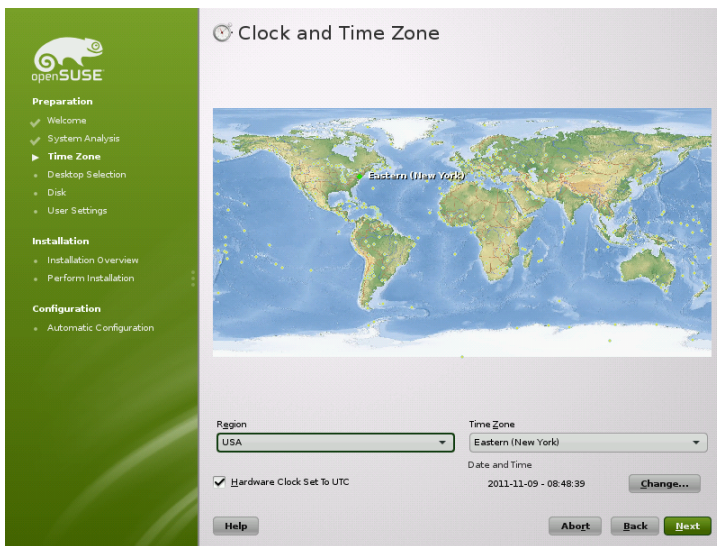 openSUSE
Preparation
Welcome
System Analysis
Time Zone
Desktop Selection
Disk
User Settings
Installation
Installation Overview
Perform Installation
Configuration
Automatic Configuration
Clock and Time Zone
Eastern (New York)
Region
USA
Time Zone
Eastern (New York)
Hardware Clock Set To UTC
Date and Time
2011-11-09 - 08:48:39
Change...
Help
Abort
Back
Next